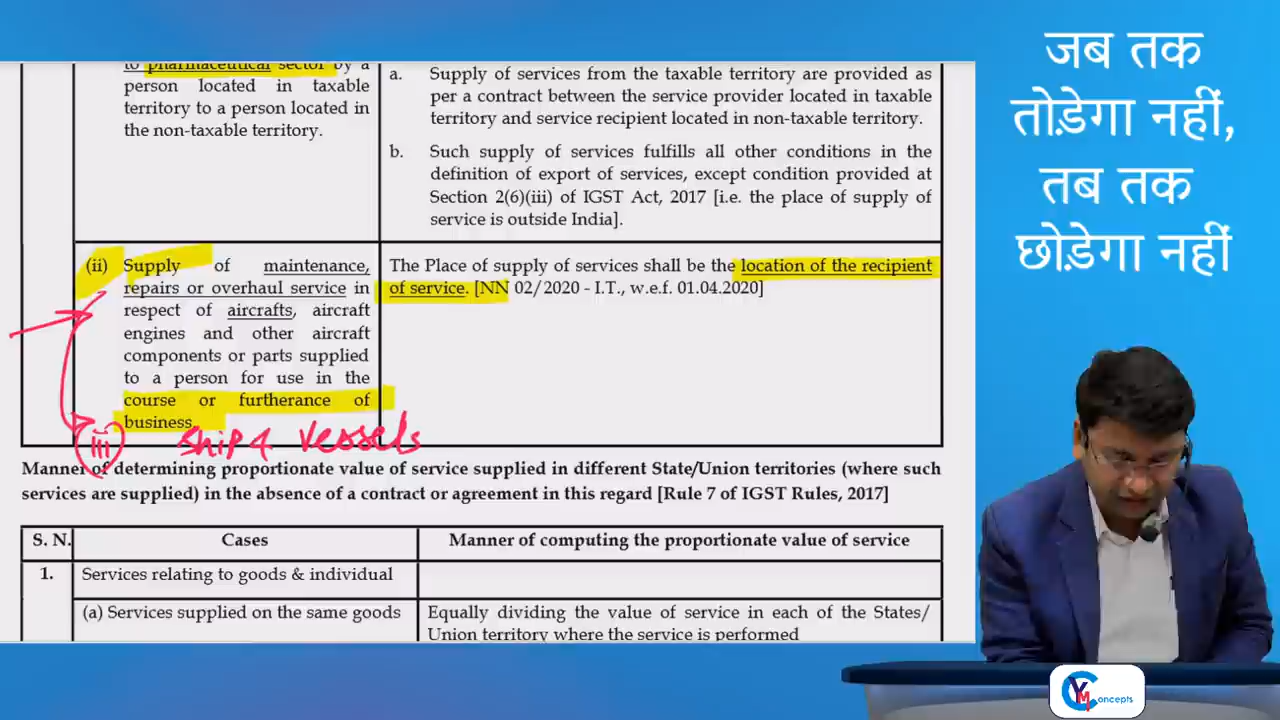 to pharmaceutical sector by a
person located in taxable
territory to a person located in
the non-taxable territory.
a. Supply of services from the taxable territory are provided as
per a contract between the service provider located in taxable
territory and service recipient located in non-taxable territory.
b. Such supply of services fulfills all other conditions in the
definition of export of services, except condition provided at
Section 2(6)(iii) of IGST Act, 2017 [i.e. the place of supply of
service is outside India].
(ii) Supply of maintenance,
repairs or overhaul service in
respect of aircrafts, aircraft
engines and other aircraft
components or parts supplied
to a person for use in the
course or furtherance of
business.
The Place of supply of services shall be the location of the recipient
of service. [NN 02/2020 - I.T., w.e.f. 01.04.2020]
(iii) ship & vessels
Manner of determining proportionate value of service supplied in different State/Union territories (where such
services are supplied) in the absence of a contract or agreement in this regard [Rule 7 of IGST Rules, 2017]
S. N. Cases Manner of computing the proportionate value of service
1. Services relating to goods & individual
(a) Services supplied on the same goods
Equally dividing the value of service in each of the States/
Union territory where the service is performed
जब तक
तोड़ेगा नहीं,
तब तक
छोड़ेगा नहीं
YM Concepts